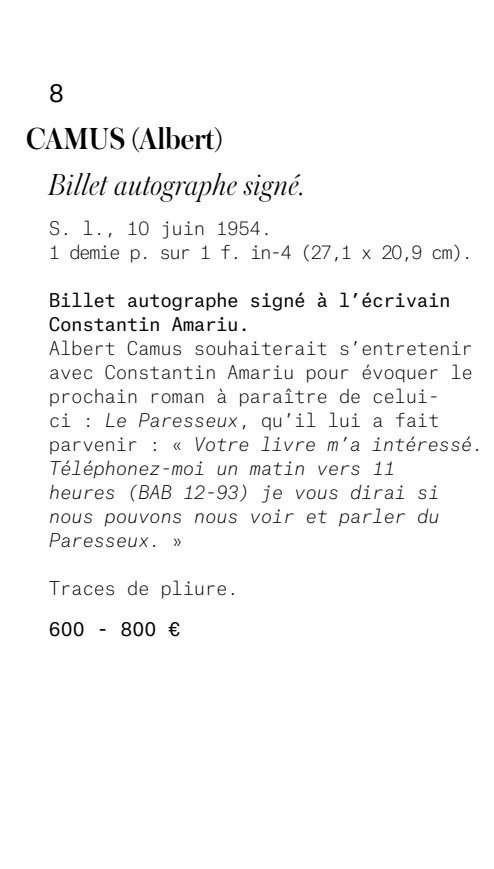 8
CAMUS (Albert)
Billet autographe signé.
S. l., 10 juin 1954.
1 demie p. sur 1 f. in-4 (27,1 x 20,9 cm).
Billet autographe signé à l’écrivain
Constantin Amariu.
Albert Camus souhaiterait s’entretenir
avec Constantin Amariu pour évoquer le
prochain roman à paraître de celui-
ci : Le Paresseux, qu’il lui a fait
parvenir : « Votre livre m’a intéressé.
Téléphonez-moi un matin vers 11
heures (BAB 12-93) je vous dirai si
nous pouvons nous voir et parler du
Paresseux. »
Traces de pliure.
600 - 800 €